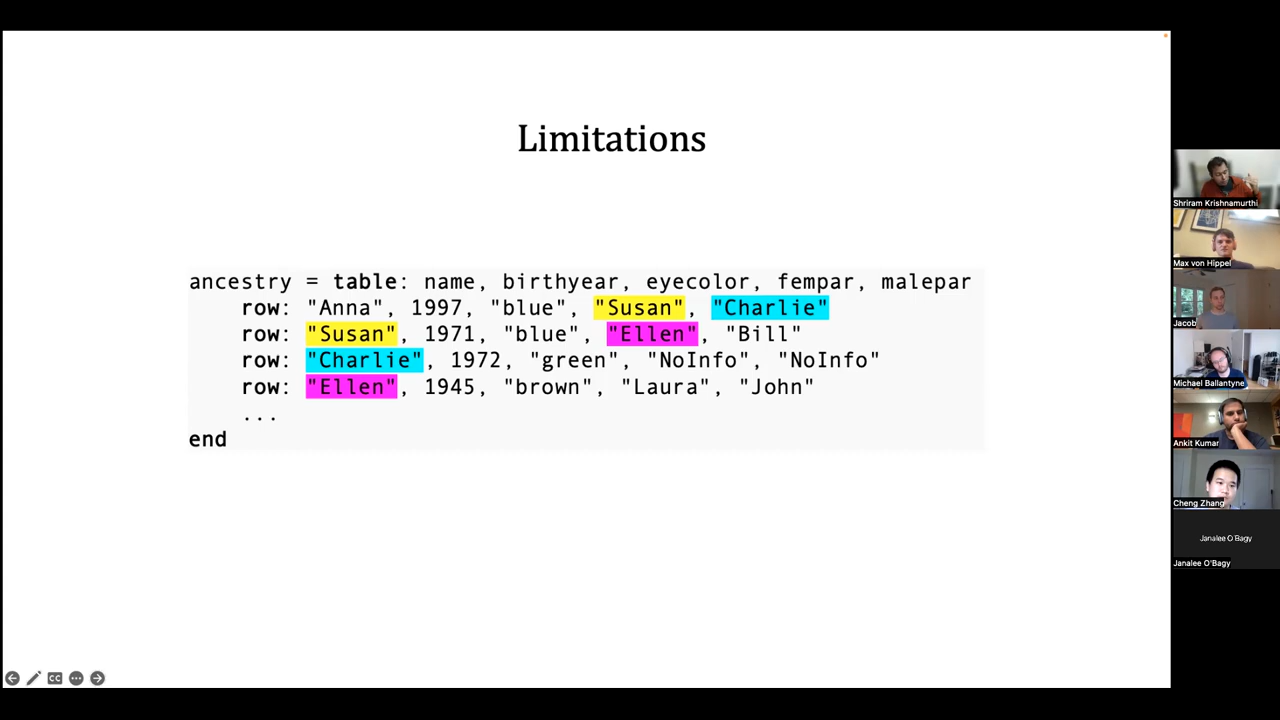 Limitations
ancestry = table: name, birthyear, eyecolor, fempar, malepar
row: "Anna", 1997, "blue", "Susan", "Charlie"
row: "Susan", 1971, "blue", "Ellen", "Bill"
row: "Charlie", 1972, "green", "NoInfo", "NoInfo"
row: "Ellen", 1945, "brown", "Laura", "John"
...
end
CC
Shriram Krishnamurthi
Max von Hippel
Jacob
Michael Ballantyne
Ankit Kumar
Cheng Zhang
Janalee O Bagy
Janalee O'Bagy